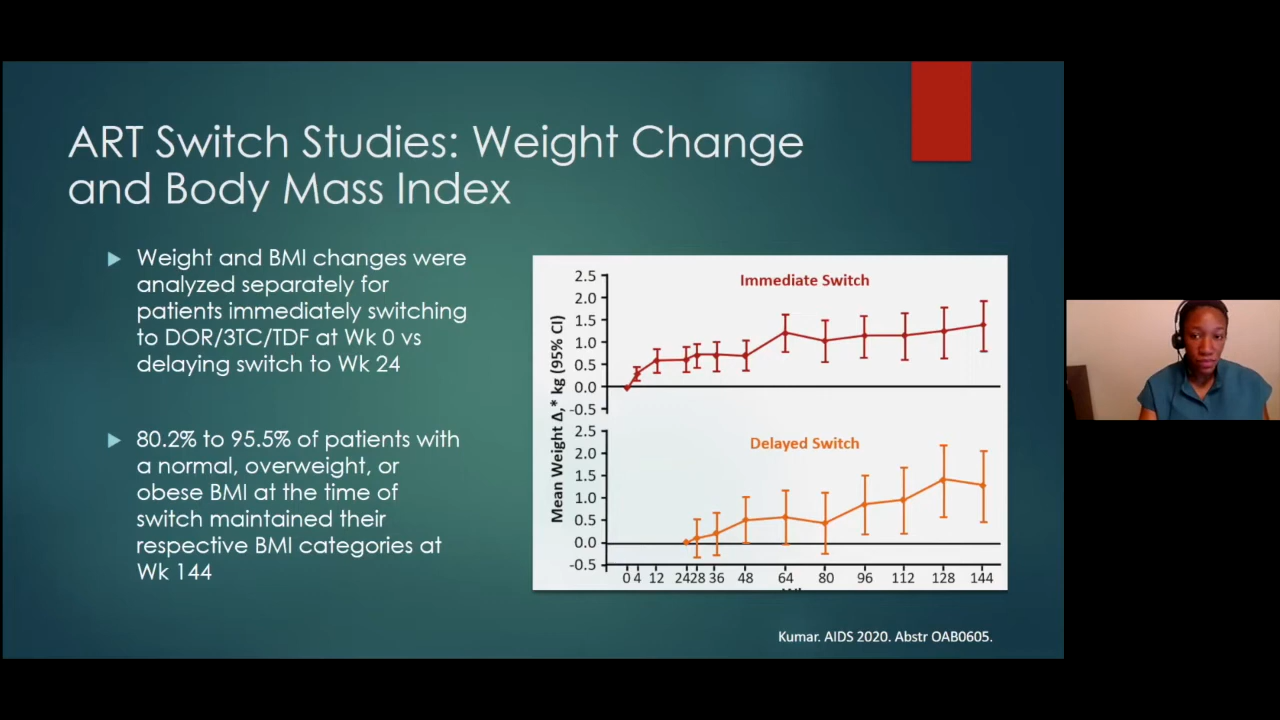 ART Switch Studies: Weight Change
and Body Mass Index
Weight and BMI changes were
analyzed separately for
patients immediately switching
to DOR/3TC/TDF at Wk 0 vs
delaying switch to Wk 24
80.2% to 95.5% of patients with
a normal, overweight, or
obese BMI at the time of
switch maintained their
respective BMI categories at
Wk 144
Mean Weight Δ,* kg (95% CI)
Immediate Switch
2.5
2.0
1.5
1.0
0.5
0.0
-0.5
Delayed Switch
2.5
2.0
1.5
1.0
0.5
0.0
-0.5
0 4 12 24 28 36 48 64 80 96 112 128 144
Kumar. AIDS 2020. Abstr OAB0605.